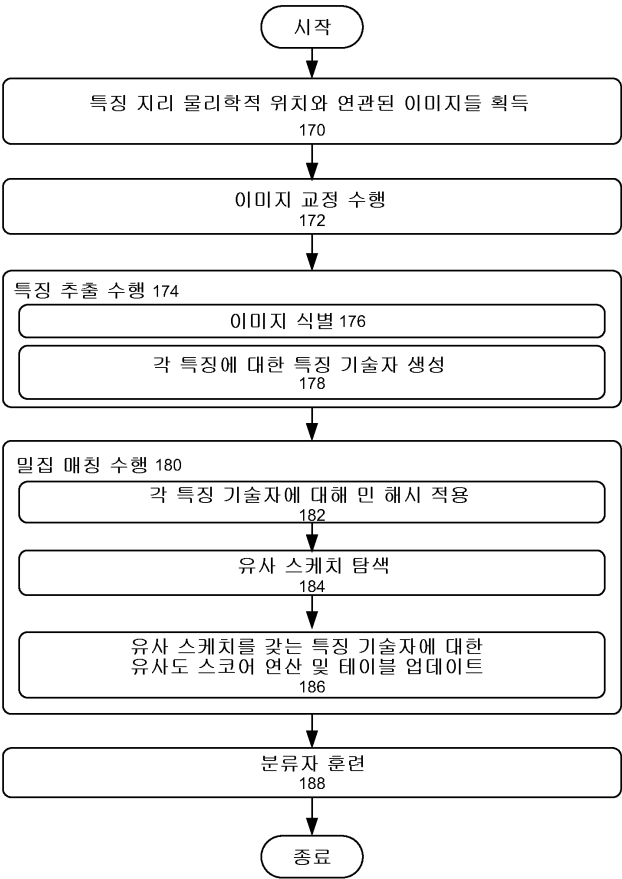 시작
특징 지리 물리학적 위치와 연관된 이미지들 획득
170
이미지 교정 수행
172
특징 추출 수행 174
이미지 식별 176
각 특징에 대한 특징 기술자 생성
178
밀집 매칭 수행 180
각 특징 기술자에 대해 민 해시 적용
182
유사 스케치 탐색
184
유사 스케치를 갖는 특징 기술자에 대한
유사도 스코어 연산 및 테이블 업데이트
186
분류자 훈련
188
종료